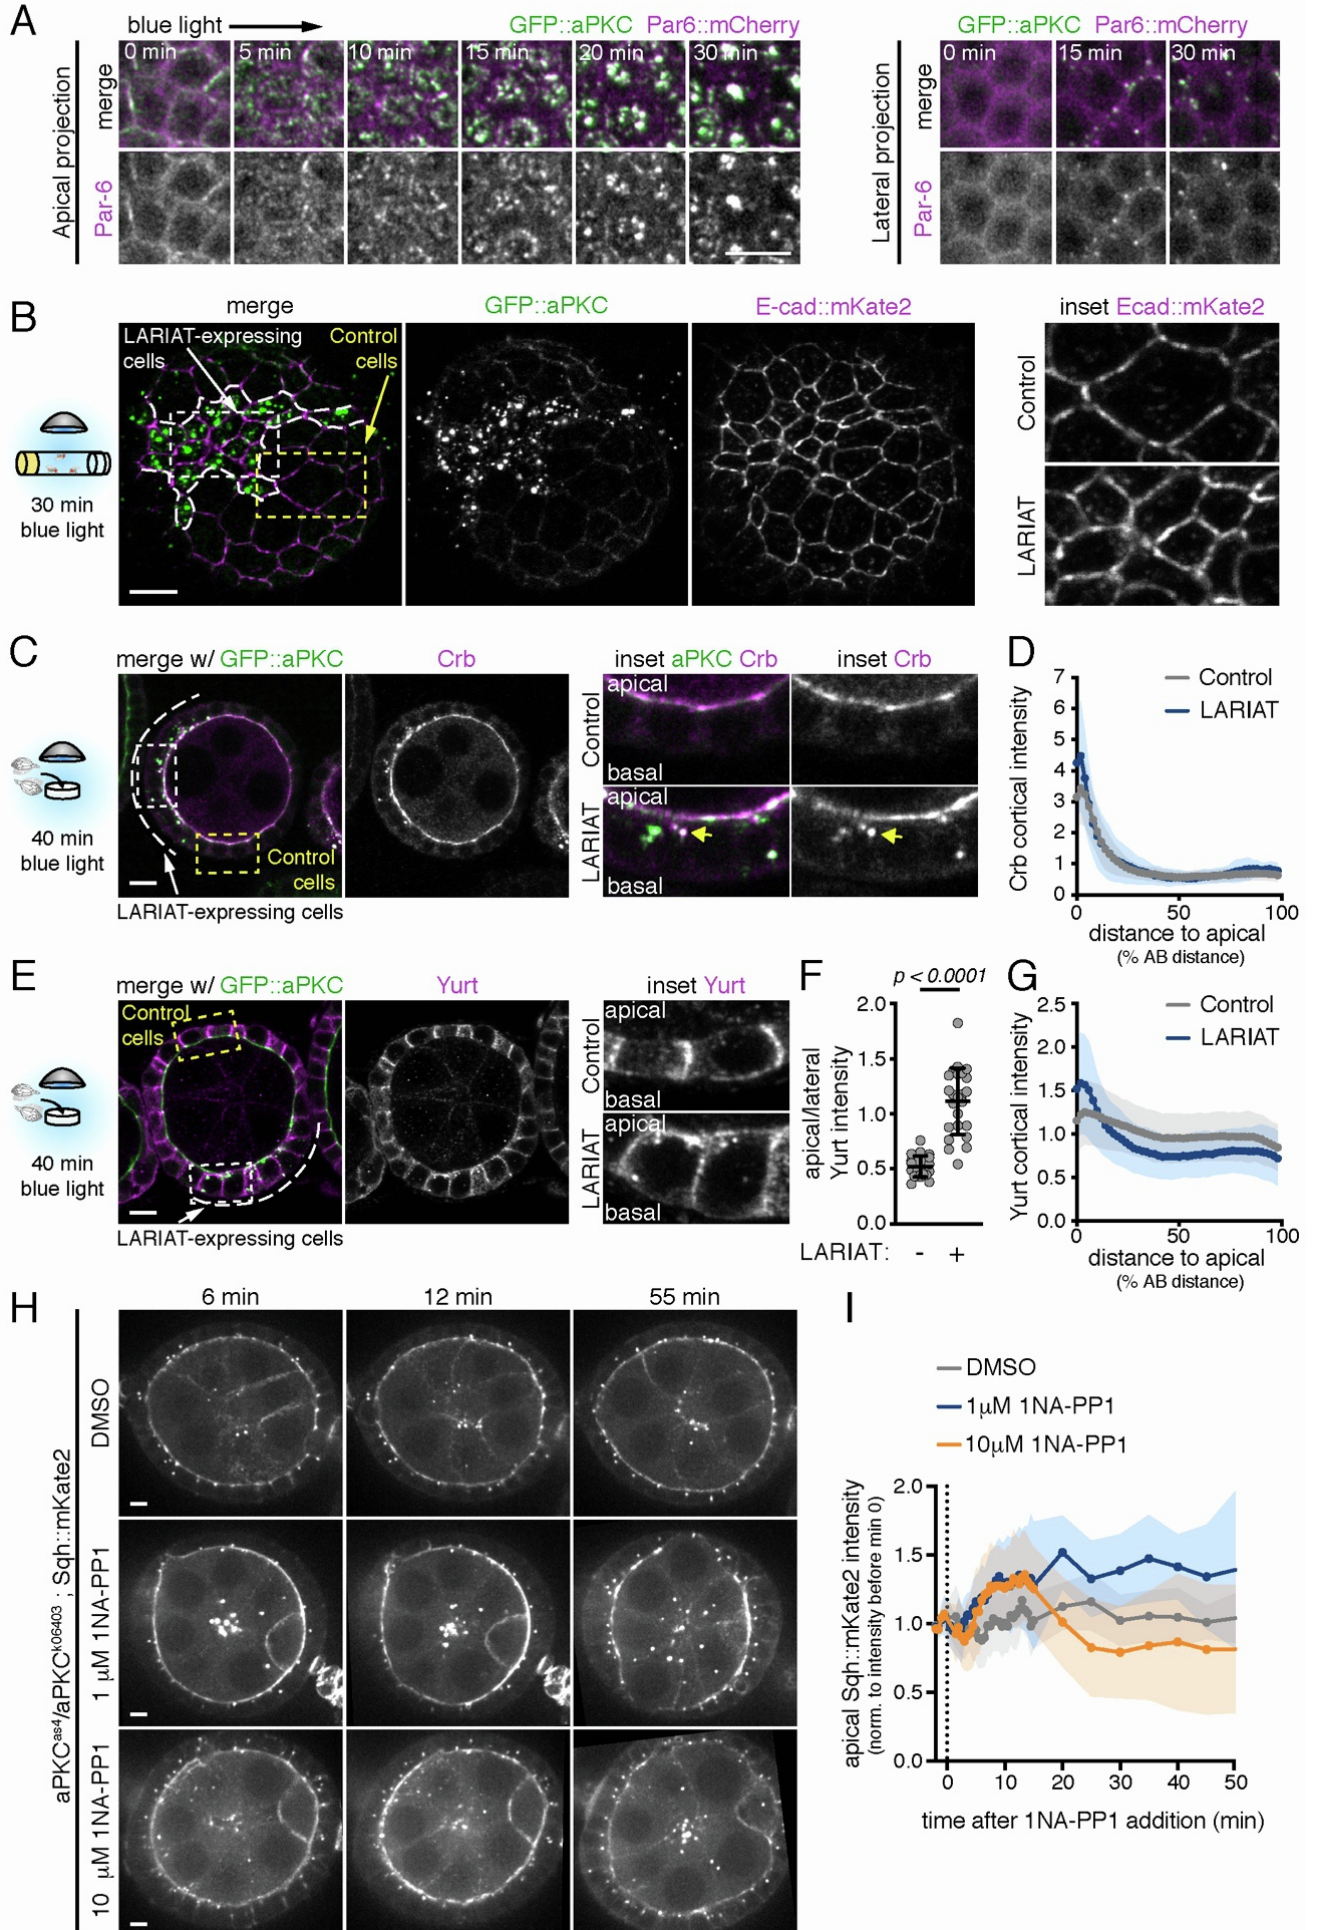 A
blue light
GFP::aPKC Par6::mCherry
GFP::aPKC Par6::mCherry
Apical projection
merge
Par-6
0 min
5 min
10 min
15 min
20 min
30 min
Lateral projection
merge
Par-6
0 min
15 min
30 min
B
merge
GFP::aPKC
E-cad::mKate2
inset Ecad::mKate2
LARIAT-expressing
cells
Control
cells
30 min
blue light
Control
LARIAT
C
merge w/ GFP::aPKC
Crb
inset aPKC Crb
inset Crb
40 min
blue light
Control
cells
LARIAT-expressing cells
Control
LARIAT
apical
basal
apical
basal
D
Crb cortical intensity
7
6
5
4
3
2
1
0
Control
LARIAT
0
50
100
distance to apical
(% AB distance)
E
merge w/ GFP::aPKC
Yurt
inset Yurt
Control
cells
40 min
blue light
LARIAT-expressing cells
Control
LARIAT
apical
basal
apical
basal
F
p < 0.0001
apical/lateral
Yurt intensity
2.0
1.5
1.0
0.5
0.0
LARIAT: - +
G
Yurt cortical intensity
2.5
2.0
1.5
1.0
0.5
0.0
Control
LARIAT
0
50
100
distance to apical
(% AB distance)
H
6 min
12 min
55 min
aPKCas4/aPKCk06403 ; Sqh::mKate2
DMSO
1 μM 1NA-PP1
10 μM 1NA-PP1
I
DMSO
1μM 1NA-PP1
10μM 1NA-PP1
apical Sqh::mKate2 intensity
(norm. to intensity before min 0)
2.0
1.5
1.0
0.5
0.0
0
10
20
30
40
50
time after 1NA-PP1 addition (min)